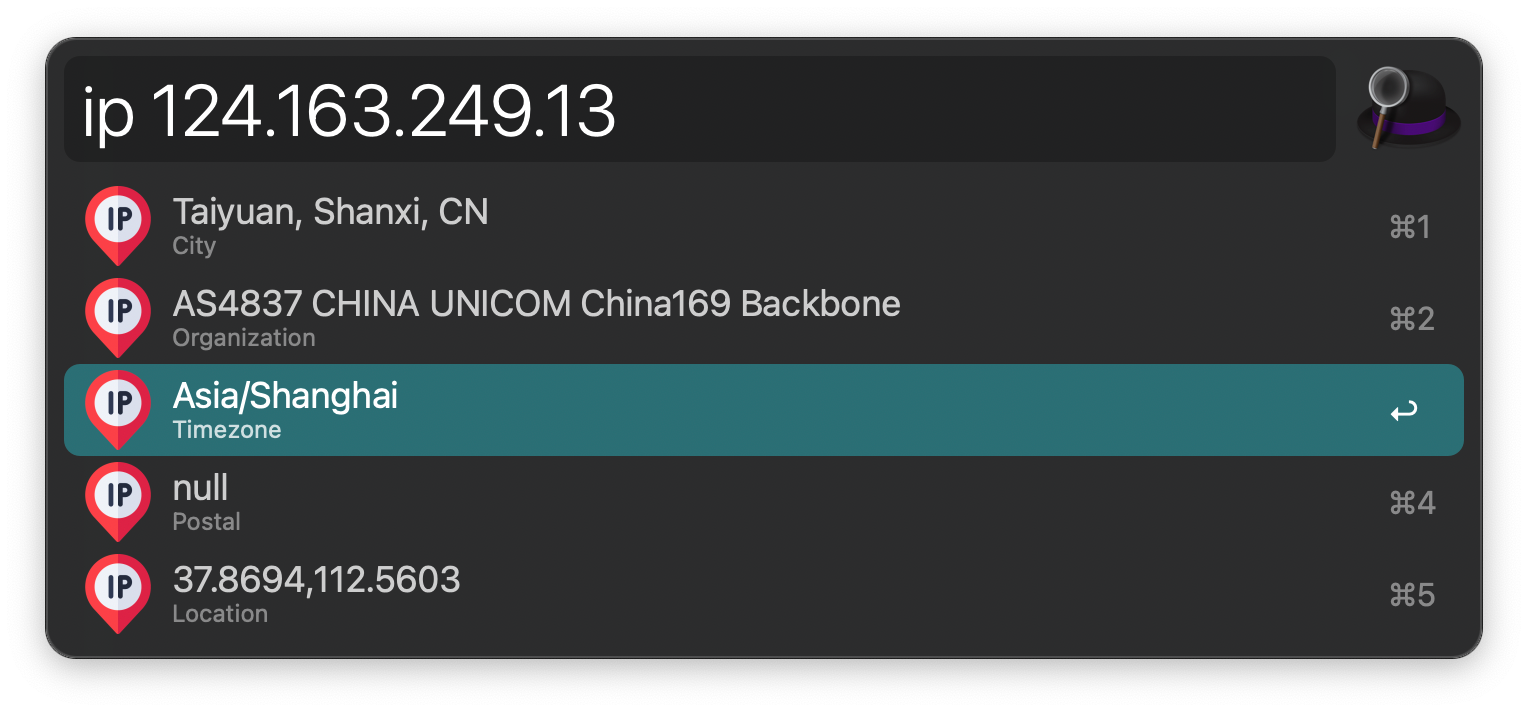 ip 124.163.249.13
IP Taiyuan, Shanxi, CN ⌘1
City
IP AS4837 CHINA UNICOM China169 Backbone ⌘2
Organization
IP Asia/Shanghai
Timezone
IP null ⌘4
Postal
IP 37.8694,112.5603 ⌘5
Location